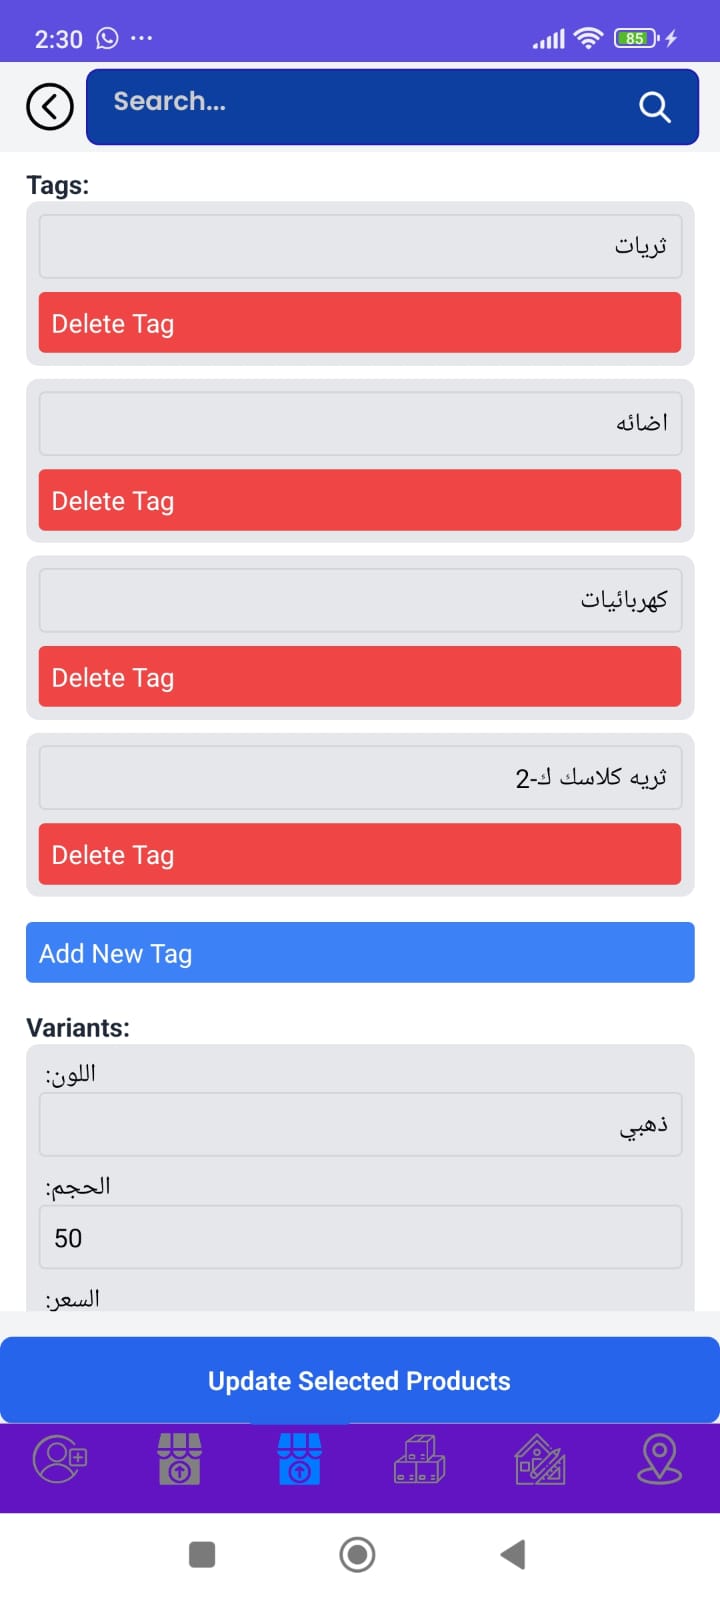 2:30
85
Search...
Tags:
ثريات
Delete Tag
اضائه
Delete Tag
كهربائيات
Delete Tag
ثريه كلاسك ك-2
Delete Tag
Add New Tag
Variants:
اللون:
ذهبي
الحجم:
50
السعر:
Update Selected Products